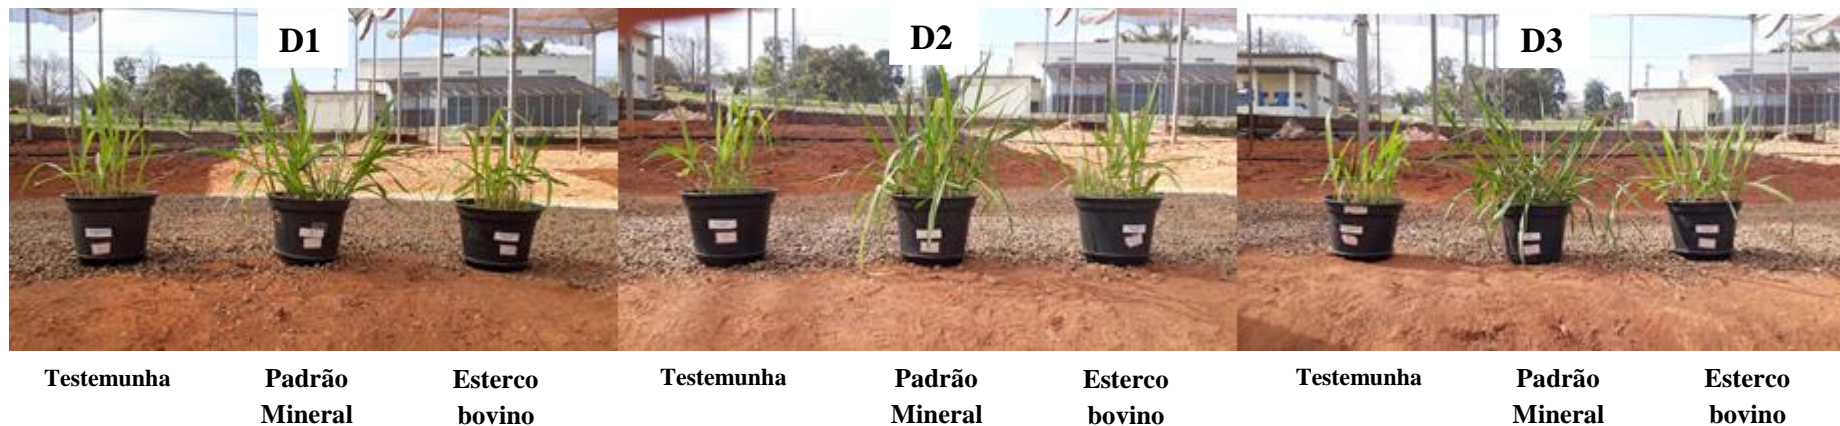 D1
D2
D3
Testemunha
Padrão
Mineral
Esterco
bovino
Testemunha
Padrão
Mineral
Esterco
bovino
Testemunha
Padrão
Mineral
Esterco
bovino